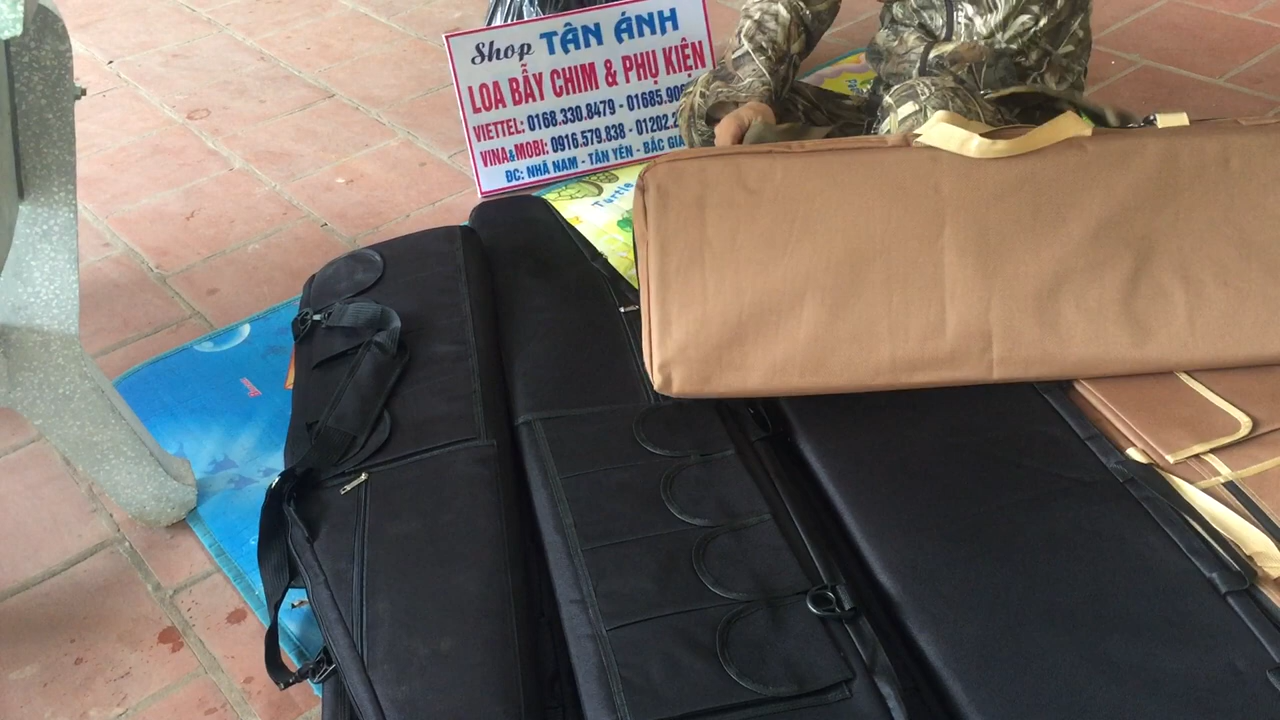 Shop TÂN ÁNH
LOA BẪY CHIM & PHỤ KIỆN
VIETTEL: 0168.330.8479 - 01685.90
VINA&MOBI: 0916.579.838 - 01202.2
ĐC: NHÃ NAM - TÂN YÊN - BẮC GIA
Turtle